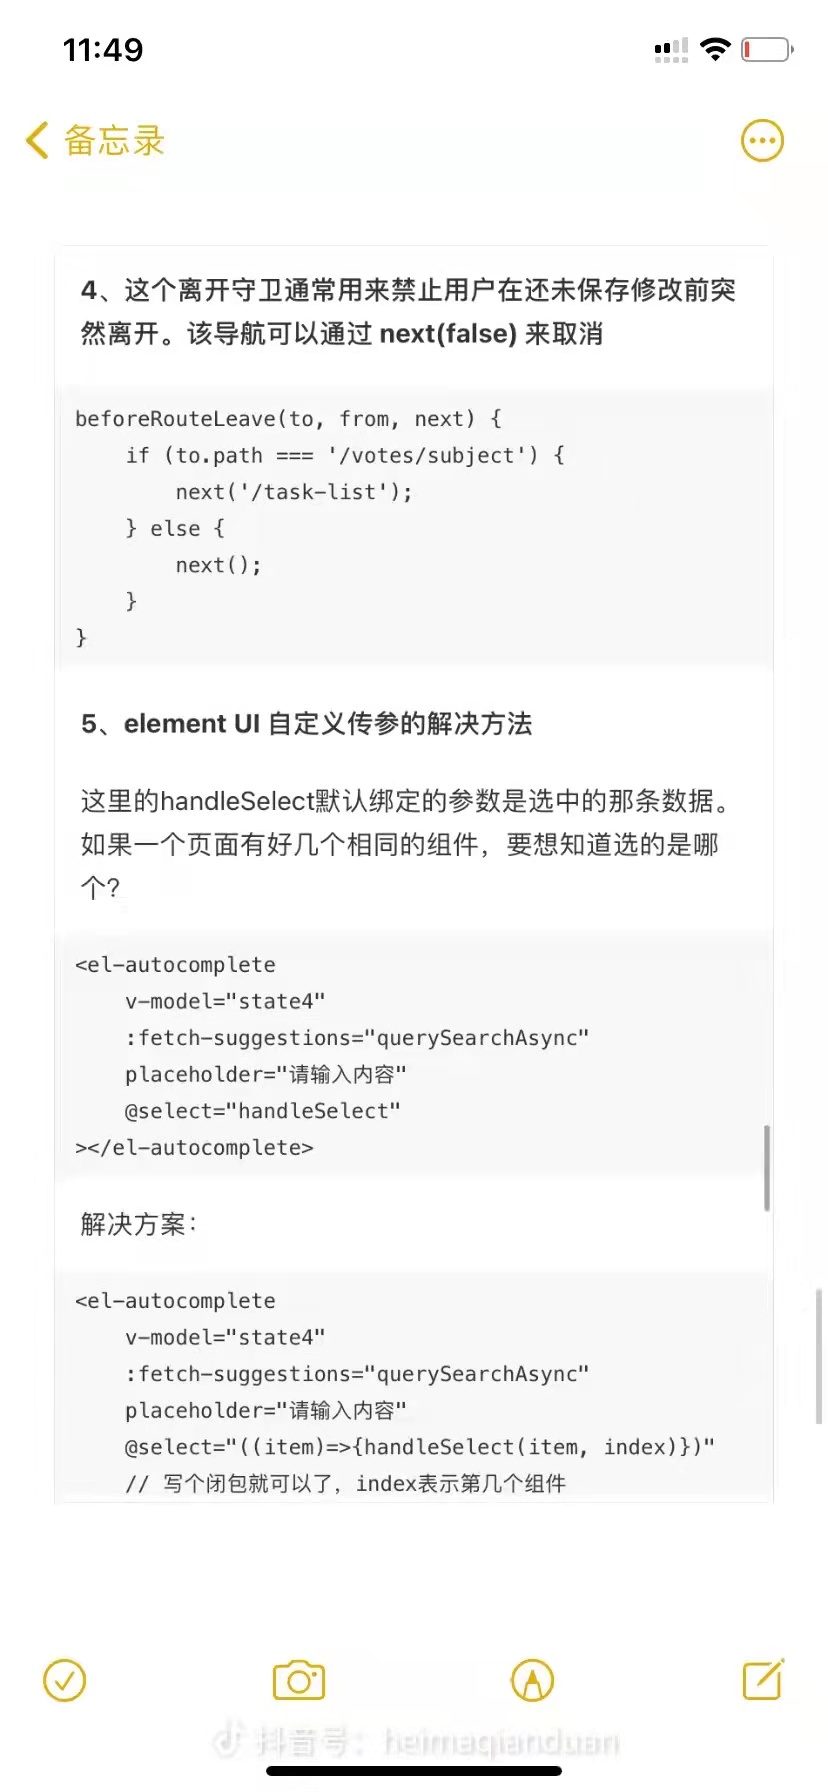 11:49
备忘录
4、这个离开守卫通常用来禁止用户在还未保存修改前突
然离开。该导航可以通过 next(false) 来取消
beforeRouteLeave(to, from, next) {
    if (to.path === '/votes/subject') {
        next('/task-list');
    } else {
        next();
    }
}
5、element UI 自定义传参的解决方法
这里的handleSelect默认绑定的参数是选中的那条数据。
如果一个页面有好几个相同的组件，要想知道选的是哪
个？
<el-autocomplete
    v-model="state4"
    :fetch-suggestions="querySearchAsync"
    placeholder="请输入内容"
    @select="handleSelect"
></el-autocomplete>
解决方案：
<el-autocomplete
    v-model="state4"
    :fetch-suggestions="querySearchAsync"
    placeholder="请输入内容"
    @select="((item)=>{handleSelect(item, index)})"
    // 写个闭包就可以了，index表示第几个组件
抖音号：heimaqianduan